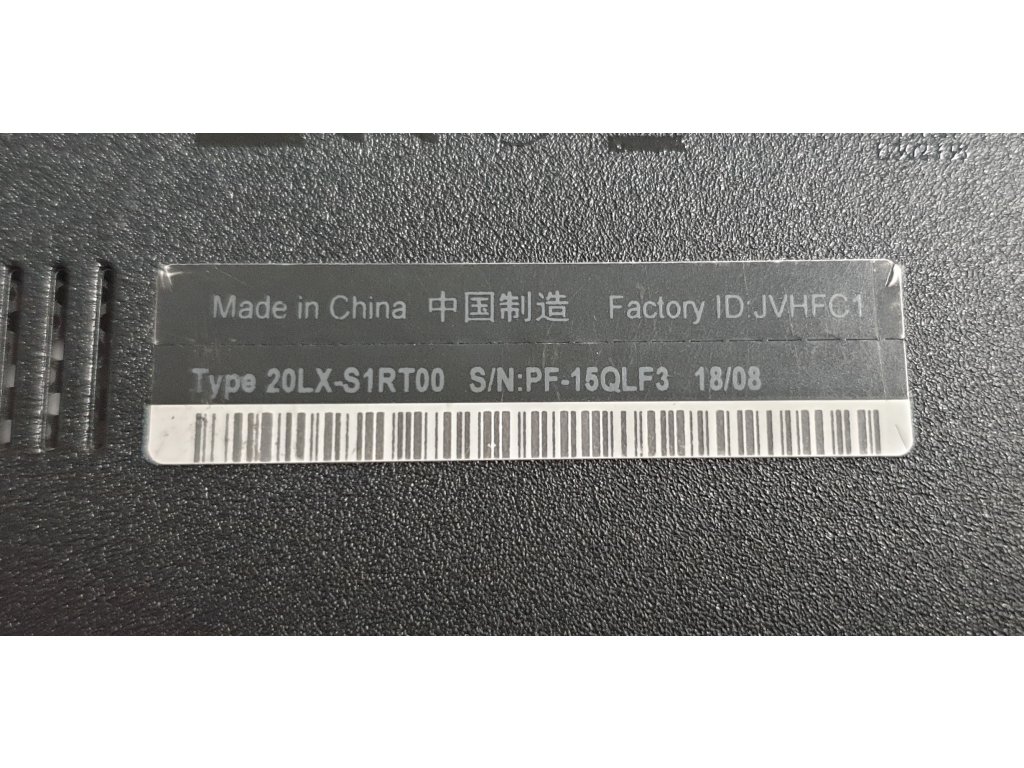 Made in China 中国制造 Factory ID:JVHFC1
Type 20LX-S1RT00 S/N:PF-15QLF3 18/08